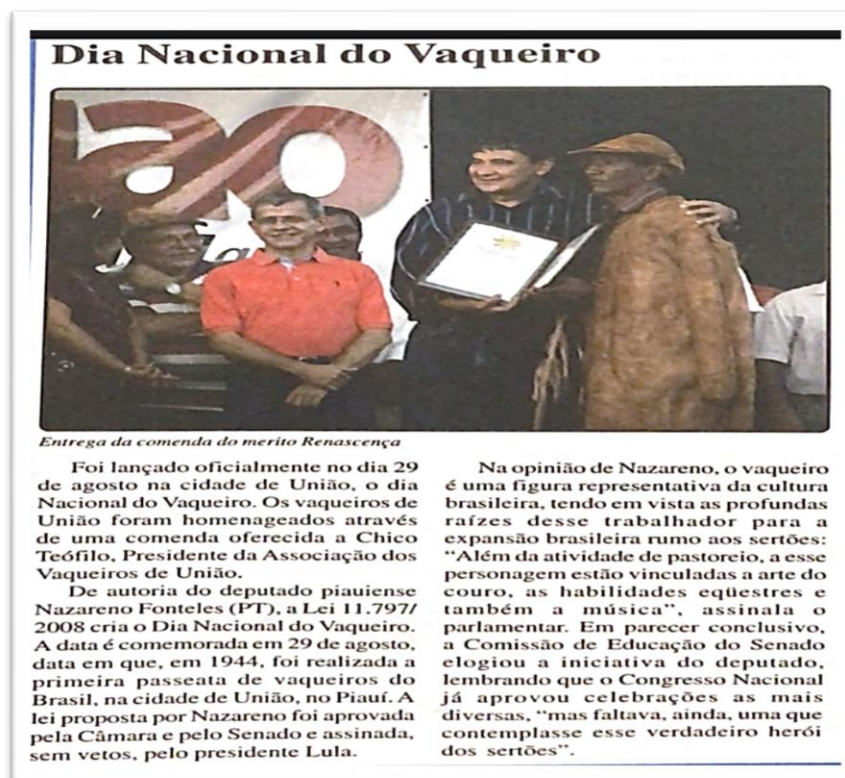 Dia Nacional do Vaqueiro
ao
Entrega da comenda do merito Renascença
Foi lançado oficialmente no dia 29
de agosto na cidade de União, o dia
Nacional do Vaqueiro. Os vaqueiros de
União foram homenageados através
de uma comenda oferecida a Chico
Teófilo, Presidente da Associação dos
Vaqueiros de União.
De autoria do deputado piauiense
Nazareno Fonteles (PT), a Lei 11.797/
2008 cria o Dia Nacional do Vaqueiro.
A data é comemorada em 29 de agosto,
data em que, em 1944, foi realizada a
primeira passeata de vaqueiros do
Brasil, na cidade de União, no Piauí. A
lei proposta por Nazareno foi aprovada
pela Câmara e pelo Senado e assinada,
sem vetos, pelo presidente Lula.
Na opinião de Nazareno, o vaqueiro
é uma figura representativa da cultura
brasileira, tendo em vista as profundas
raízes desse trabalhador para a
expansão brasileira rumo aos sertões:
“Além da atividade de pastoreio, a esse
personagem estão vinculadas a arte do
couro, as habilidades eqüestres e
também a música”, assinala o
parlamentar. Em parecer conclusivo,
a Comissão de Educação do Senado
elogiou a iniciativa do deputado,
lembrando que o Congresso Nacional
já aprovou celebrações as mais
diversas, “mas faltava, ainda, uma que
contemplasse esse verdadeiro herói
dos sertões”.